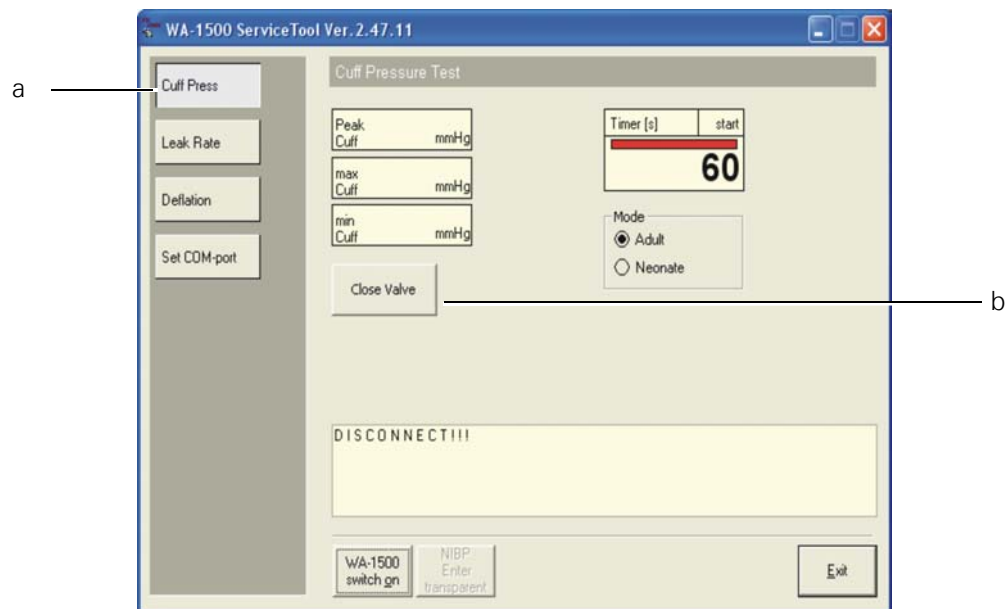 WA-1500 ServiceTool Ver.2.47.11
a
Cuff Press
Leak Rate
Deflation
Set COM-port
Cuff Pressure Test
Peak
Cuff mmHg
max
Cuff mmHg
min
Cuff mmHg
Timer [s] start
60
Mode
Adult
Neonate
Close Valve
b
DISCONNECT!!!
WA-1500
switch on
NIBP
Enter
transparent
Exit